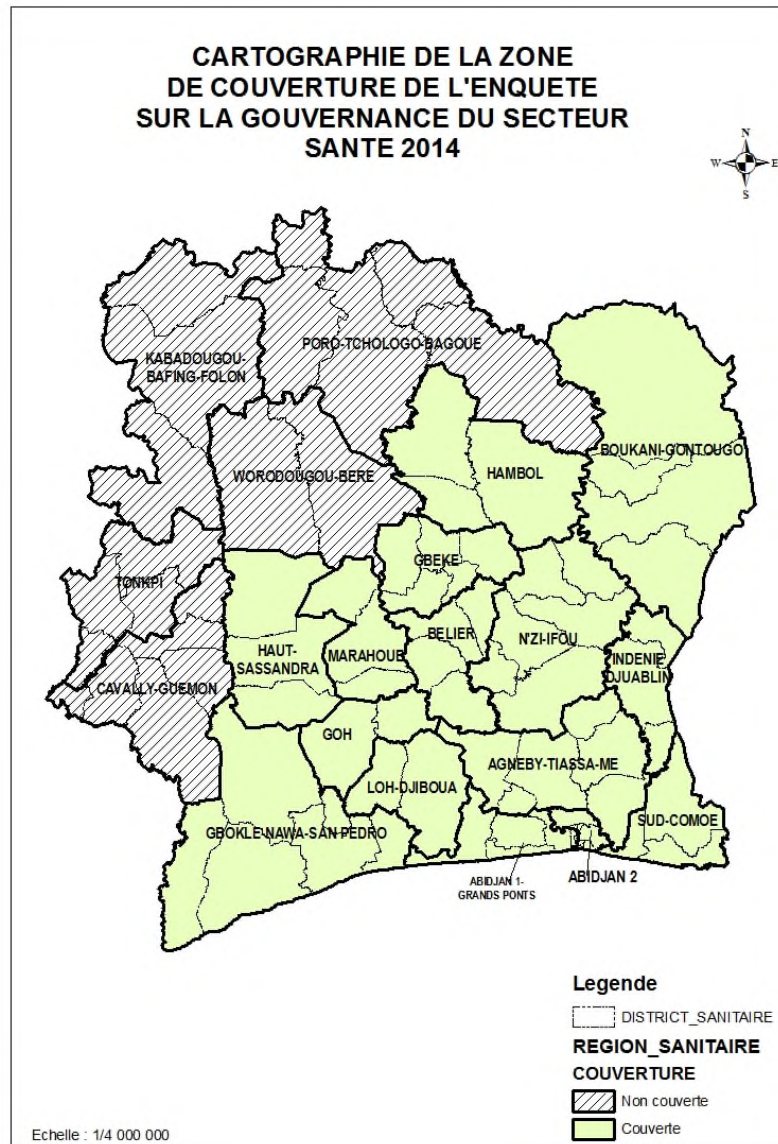 CARTOGRAPHIE DE LA ZONE
DE COUVERTURE DE L'ENQUETE
SUR LA GOUVERNANCE DU SECTEUR
SANTE 2014
N
W
E
S
KABADOUGOU-
BAFING-FOLON
PORO-TCHOLOGO-BAGOUE
BOUKANI-GONTOUGO
WORODOUGOU-BERE
HAMBOL
GBEKE
TONKPI
BELIER
N'ZI-IFOU
HAUT-
SASSANDRA
MARAHOUE
INDENIE
DJUABLIN
CAVALLY-GUEMON
GOH
AGNEBY-TIASSA-ME
LOH-DJIBOUA
SUD-COMOE
GBOKLE-NAWA-SAN PEDRO
ABIDJAN 1-
GRANDS PONTS
ABIDJAN 2
Legende
DISTRICT_SANITAIRE
REGION_SANITAIRE
COUVERTURE
Non couverte
Couverte
Echelle : 1/4 000 000